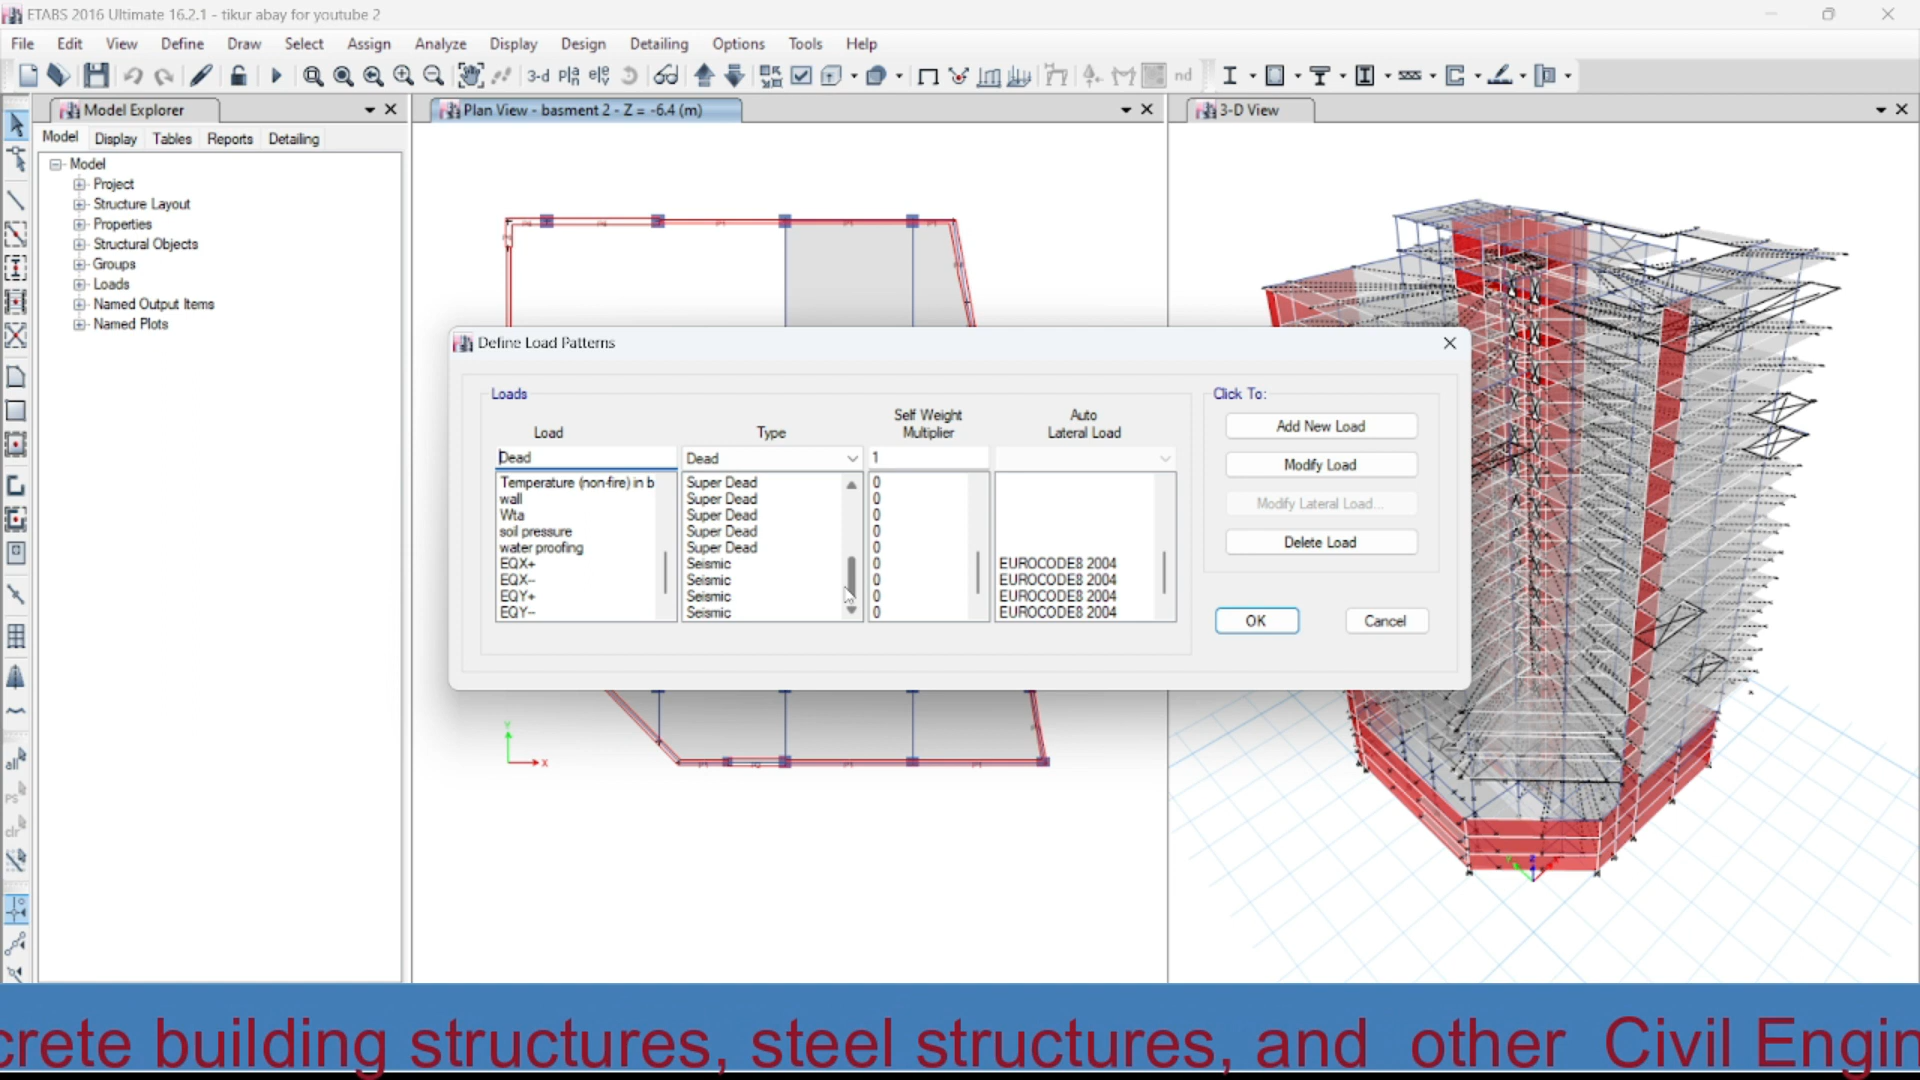 ETABS 2016 Ultimate 16.2.1 - tikur abay for youtube 2
File Edit View Define Draw Select Assign Analyze Display Design Detailing Options Tools Help
3-d nd
Model Explorer
Plan View - basment 2 - Z = -6.4 (m)
3-D View
Model Display Tables Reports Detailing
Model
Project
Structure Layout
Properties
Structural Objects
Groups
Loads
Named Output Items
Named Plots
Define Load Patterns
Loads
Click To:
Load Type Self Weight Multiplier Auto Lateral Load
Dead Dead 1
Temperature (non-fire) in b Super Dead 0
wall Super Dead 0
Wta Super Dead 0
soil pressure Super Dead 0
water proofing Super Dead 0
EQX+ Seismic 0 EUROCODE8 2004
EQX-- Seismic 0 EUROCODE8 2004
EQY+ Seismic 0 EUROCODE8 2004
EQY-- Seismic 0 EUROCODE8 2004
Add New Load
Modify Load
Modify Lateral Load...
Delete Load
OK Cancel
Y
X
all
PS
clr
crete building structures, steel structures, and other Civil Engin